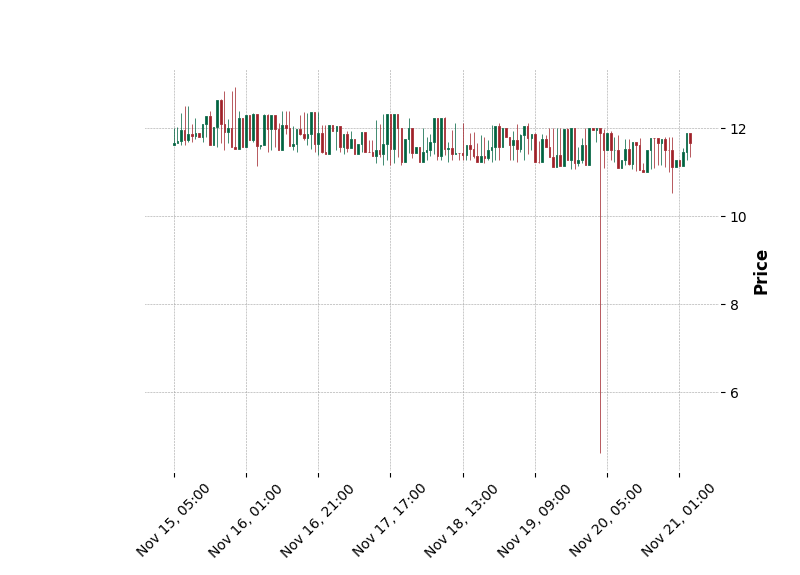 12
10
8
6
Price
Nov 15, 05:00
Nov 16, 01:00
Nov 16, 21:00
Nov 17, 17:00
Nov 18, 13:00
Nov 19, 09:00
Nov 20, 05:00
Nov 21, 01:00